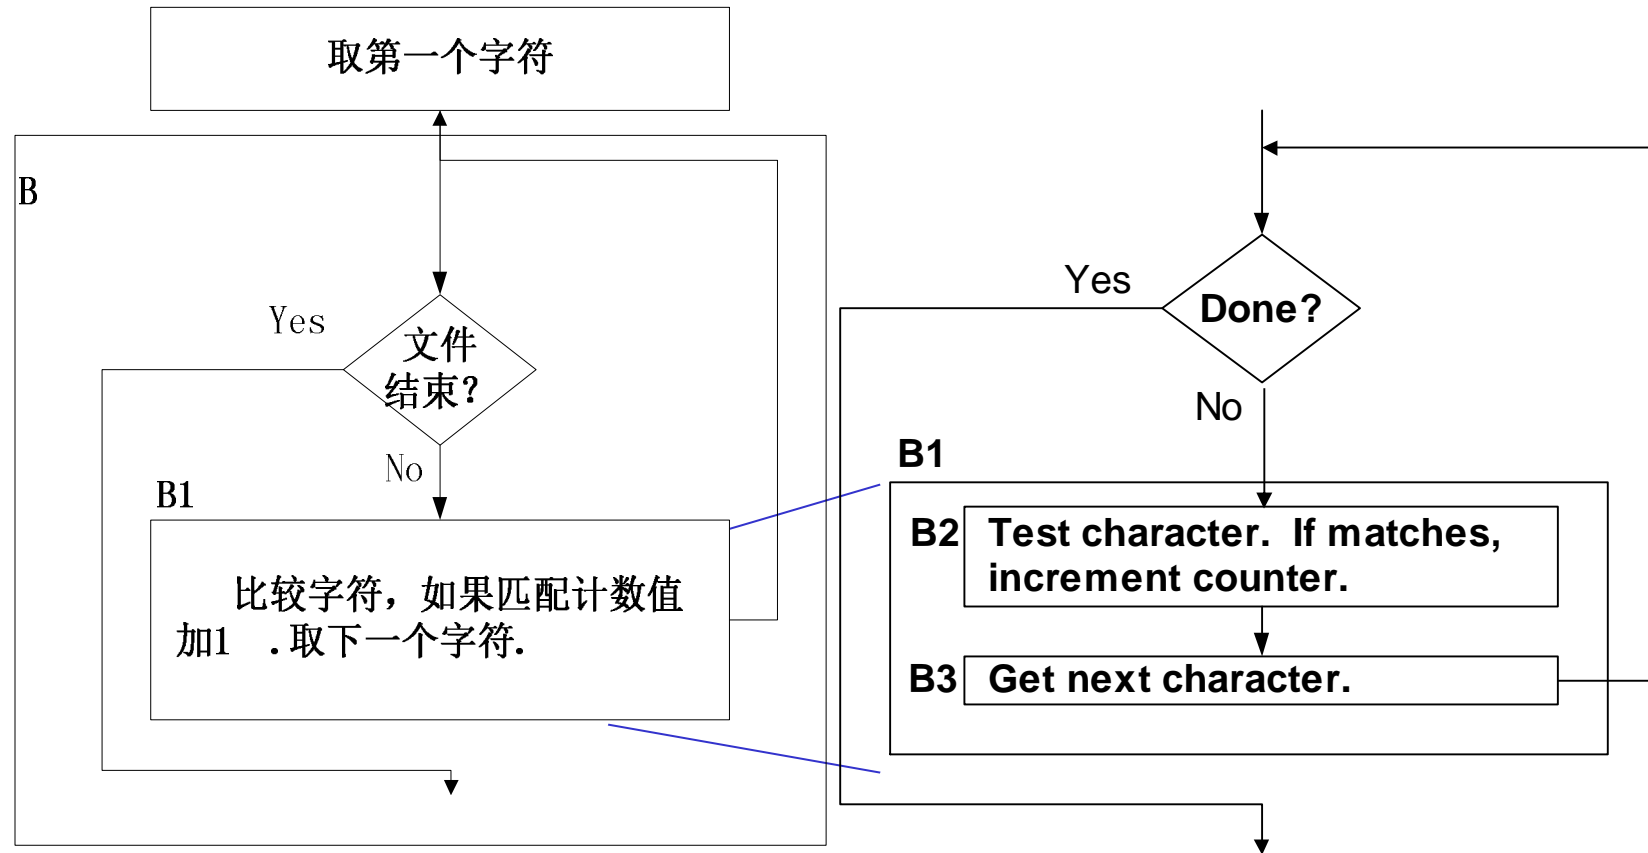 取第一个字符
B
Yes
文件
结束?
No
B1
比较字符，如果匹配计数值
加1 .取下一个字符.
Yes
Done?
No
B1
B2
Test character. If matches,
increment counter.
B3
Get next character.